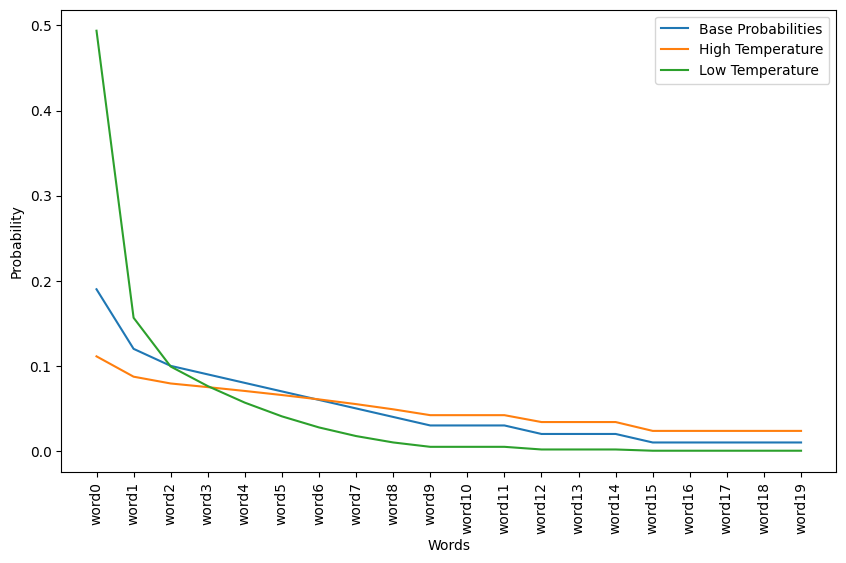 Base Probabilities
High Temperature
Low Temperature
Probability
0.5
0.4
0.3
0.2
0.1
0.0
word0
word1
word2
word3
word4
word5
word6
word7
word8
word9
word10
word11
word12
word13
word14
word15
word16
word17
word18
word19
Words